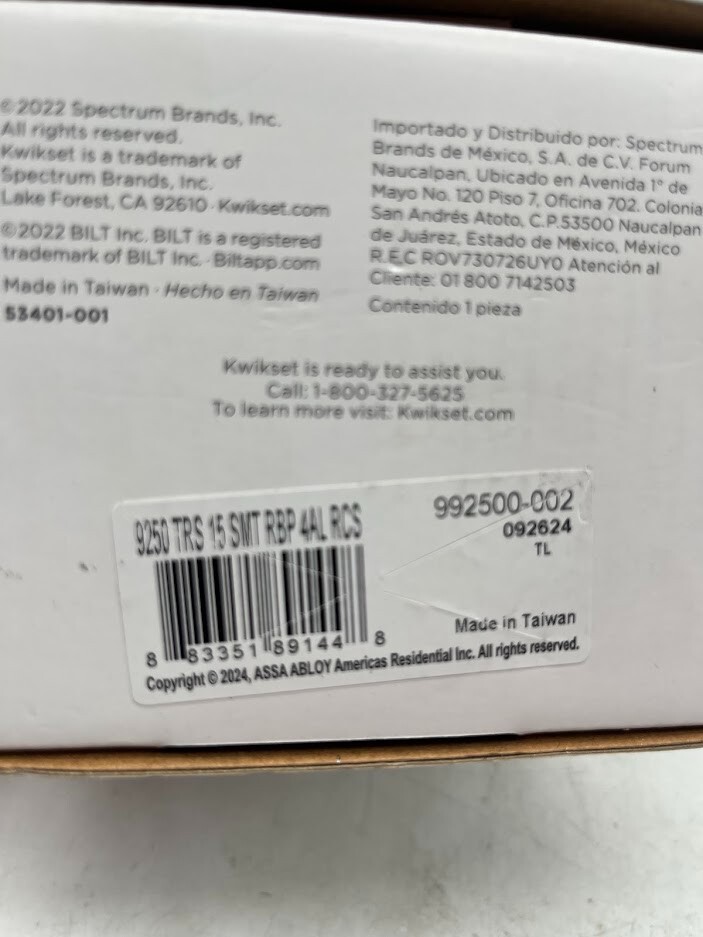 ©2022 Spectrum Brands, Inc.
All rights reserved.
Kwikset is a trademark of
Spectrum Brands, Inc.
Lake Forest, CA 92610 · Kwikset.com
©2022 BILT Inc. BILT is a registered
trademark of BILT Inc. · Biltapp.com
Made in Taiwan · Hecho en Taiwan
53401-001
Importado y Distribuido por: Spectrum
Brands de México, S.A. de C.V. Forum
Naucalpan, Ubicado en Avenida 1° de
Mayo No. 120 Piso 7, Oficina 702. Colonia
San Andrés Atoto, C.P.53500 Naucalpan
de Juárez, Estado de México, México
R.F.C ROV730726UY0 Atención al
Cliente: 01 800 7142503
Contenido 1 pieza
Kwikset is ready to assist you.
Call: 1-800-327-5625
To learn more visit: Kwikset.com
9250 TRS 15 SMT RBP 4AL RCS
992500-002
092624
TL
Made in Taiwan
8 83351 89144 8
Copyright © 2024, ASSA ABLOY Americas Residential Inc. All rights reserved.